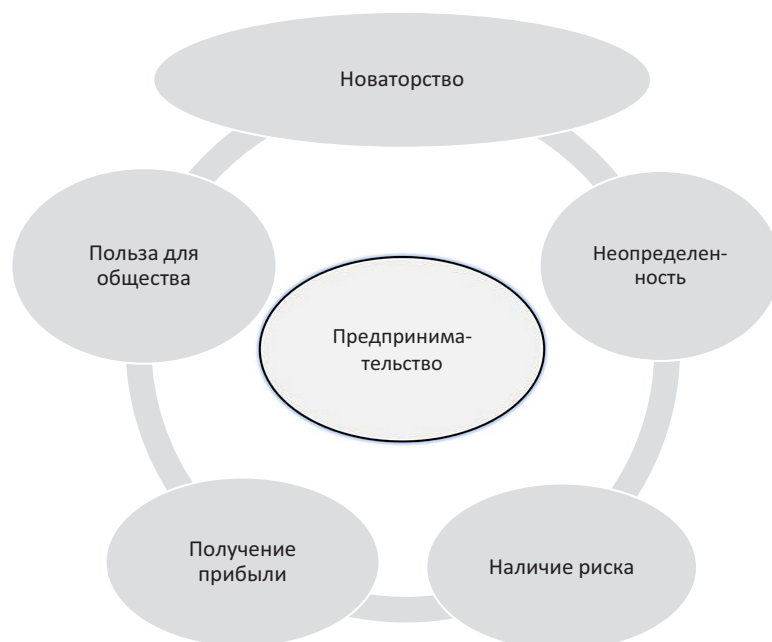 Новаторство
Польза для
общества
Неопределен-
ность
Предпринима-
тельство
Получение
прибыли
Наличие риска